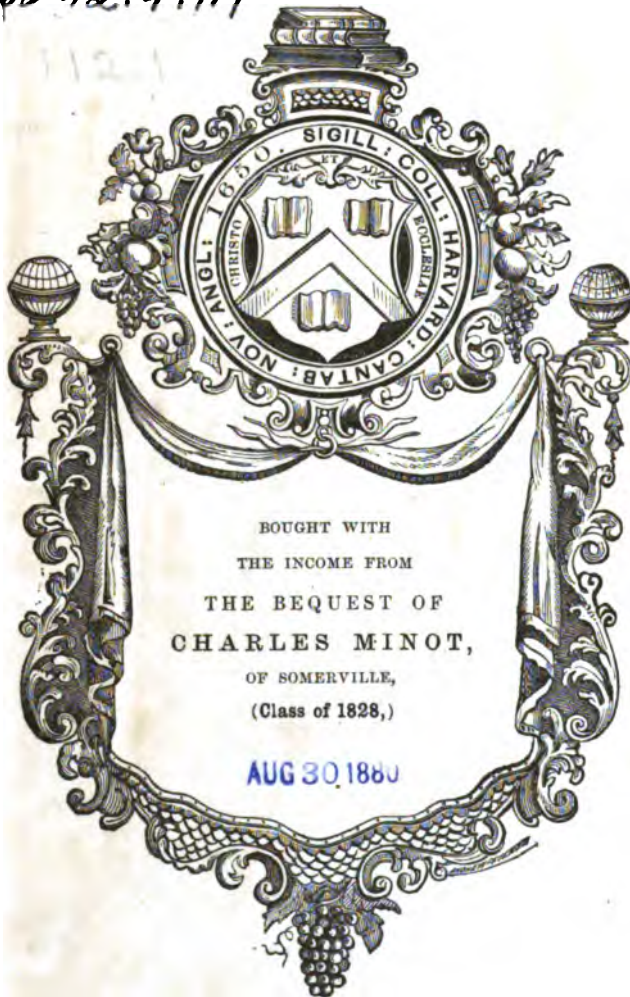 SIGILL: COLL: HARVARD: CANTAB: NOV: ANGL: 1650.
ET
CHRISTO
ECCLESIAE
BOUGHT WITH
THE INCOME FROM
THE BEQUEST OF
CHARLES MINOT,
OF SOMERVILLE,
(Class of 1828,)
AUG 30 1880